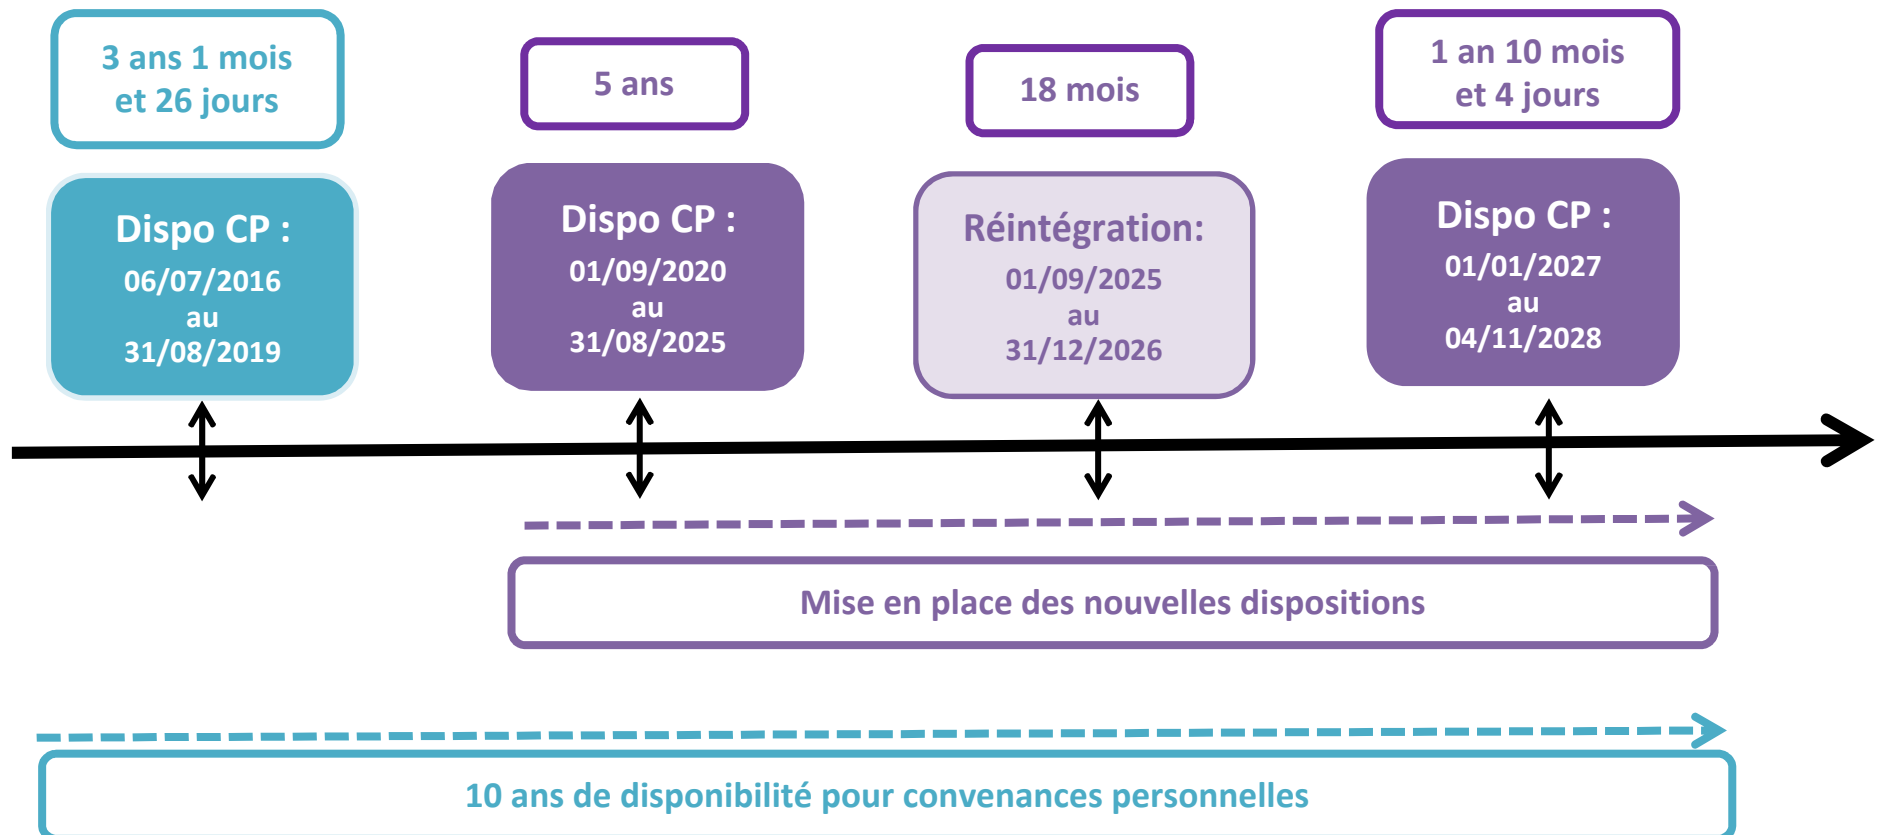 3 ans 1 mois
et 26 jours
5 ans
18 mois
1 an 10 mois
et 4 jours
Dispo CP :
06/07/2016
au
31/08/2019
Dispo CP :
01/09/2020
au
31/08/2025
Réintégration:
01/09/2025
au
31/12/2026
Dispo CP :
01/01/2027
au
04/11/2028
Mise en place des nouvelles dispositions
10 ans de disponibilité pour convenances personnelles